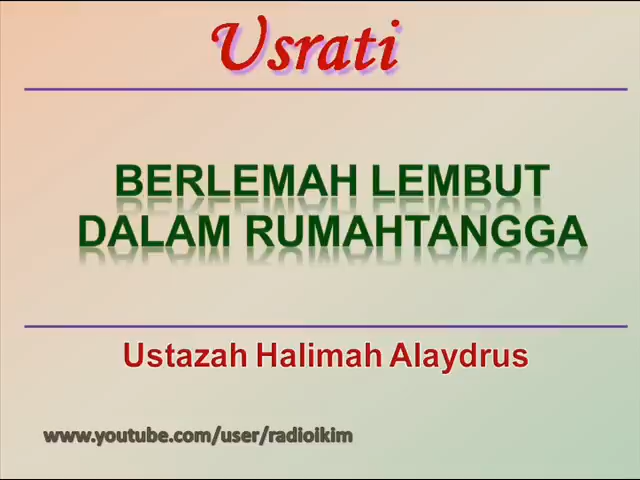 Usrati
BERLEMAH LEMBUT
DALAM RUMAHTANGGA
Ustazah Halimah Alaydrus
www.youtube.com/user/radioikim